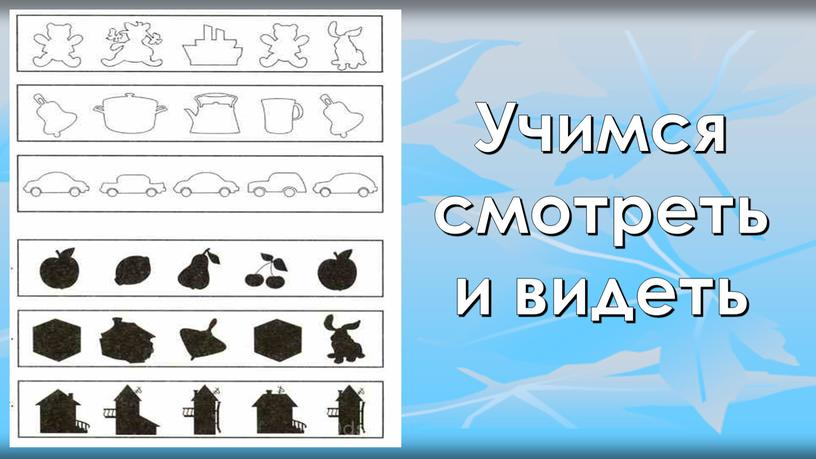 Учимся
смотреть
и видеть